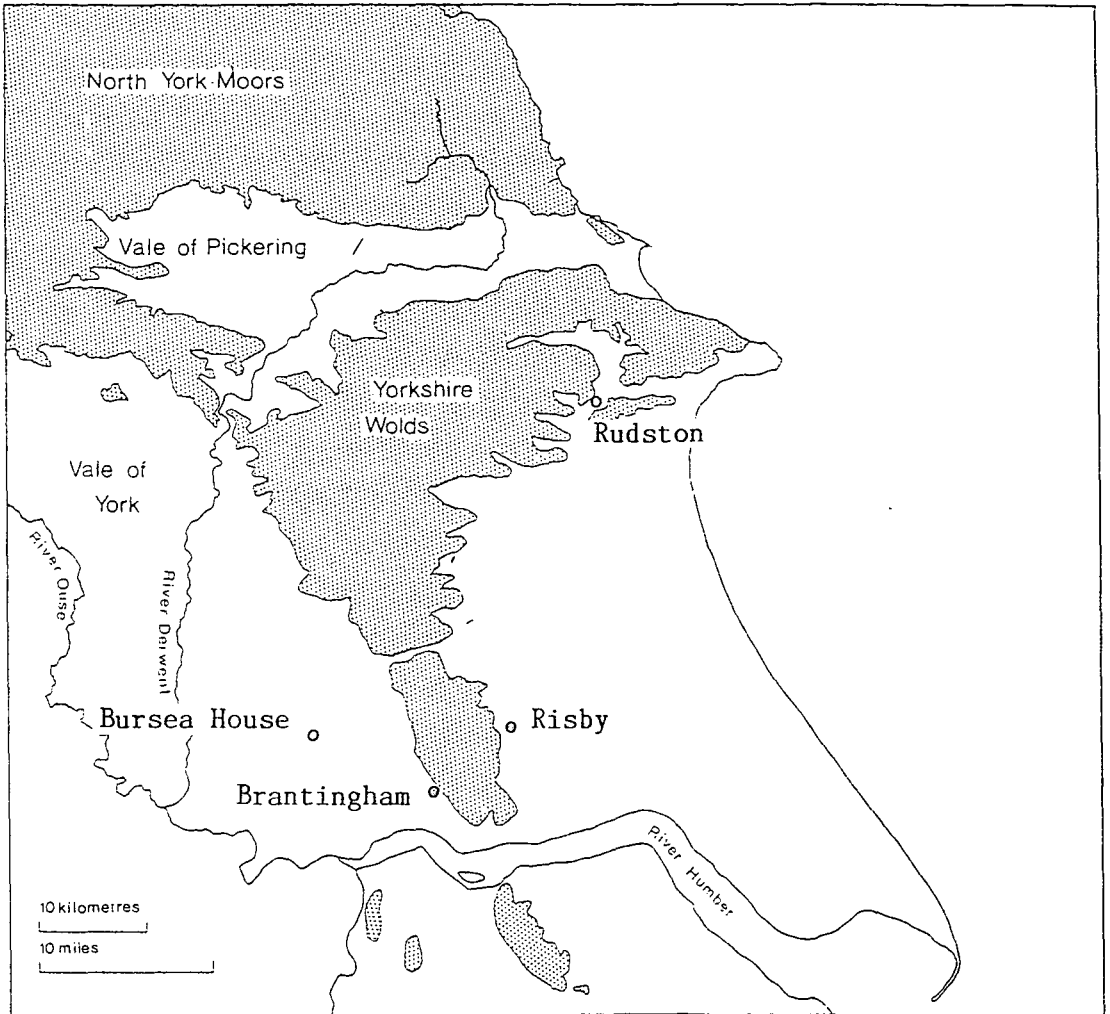 North York Moors
Vale of Pickering
Yorkshire
Wolds
Rudston
Vale of
York
River Ouse
River Derwent
Bursea House
Risby
Brantingham
River Humber
10 kilometres
10 miles